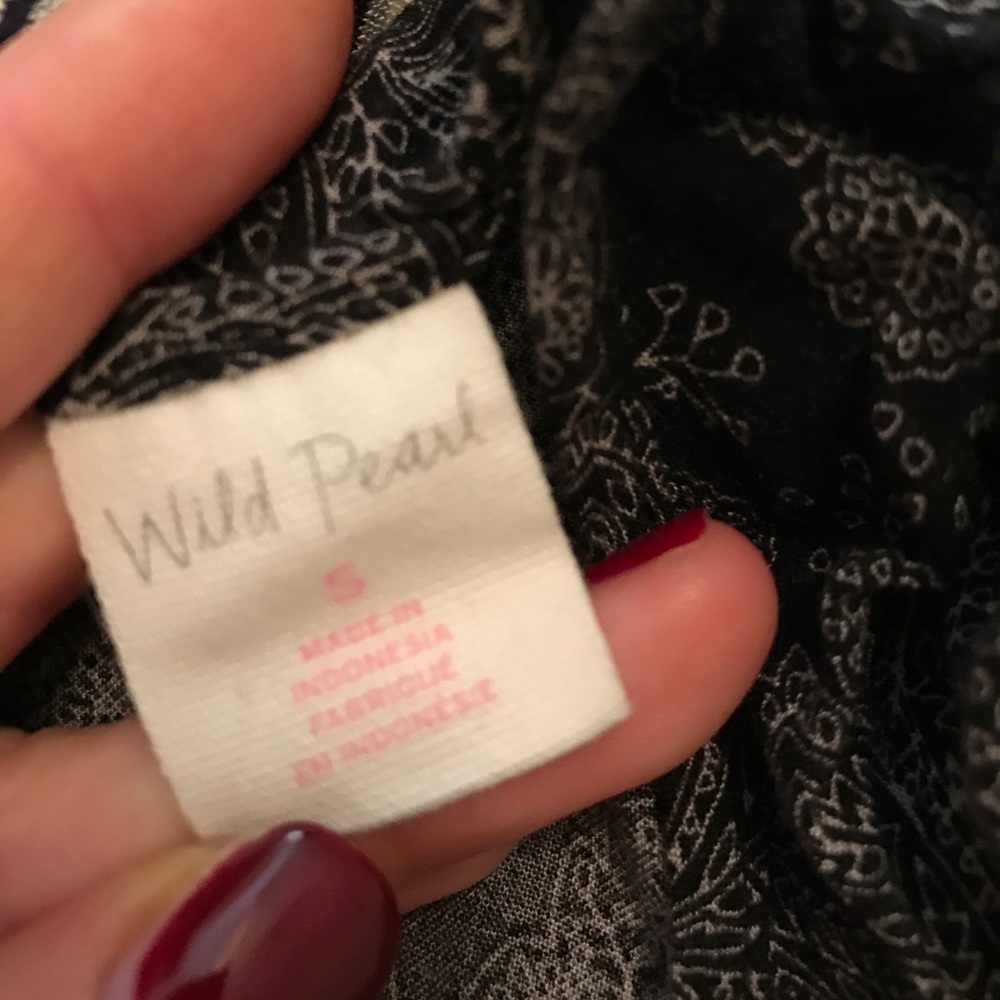 Wild Pearl
S
MADE IN
INDONESIA
FABRIQUÉ
EN INDONÉSIE